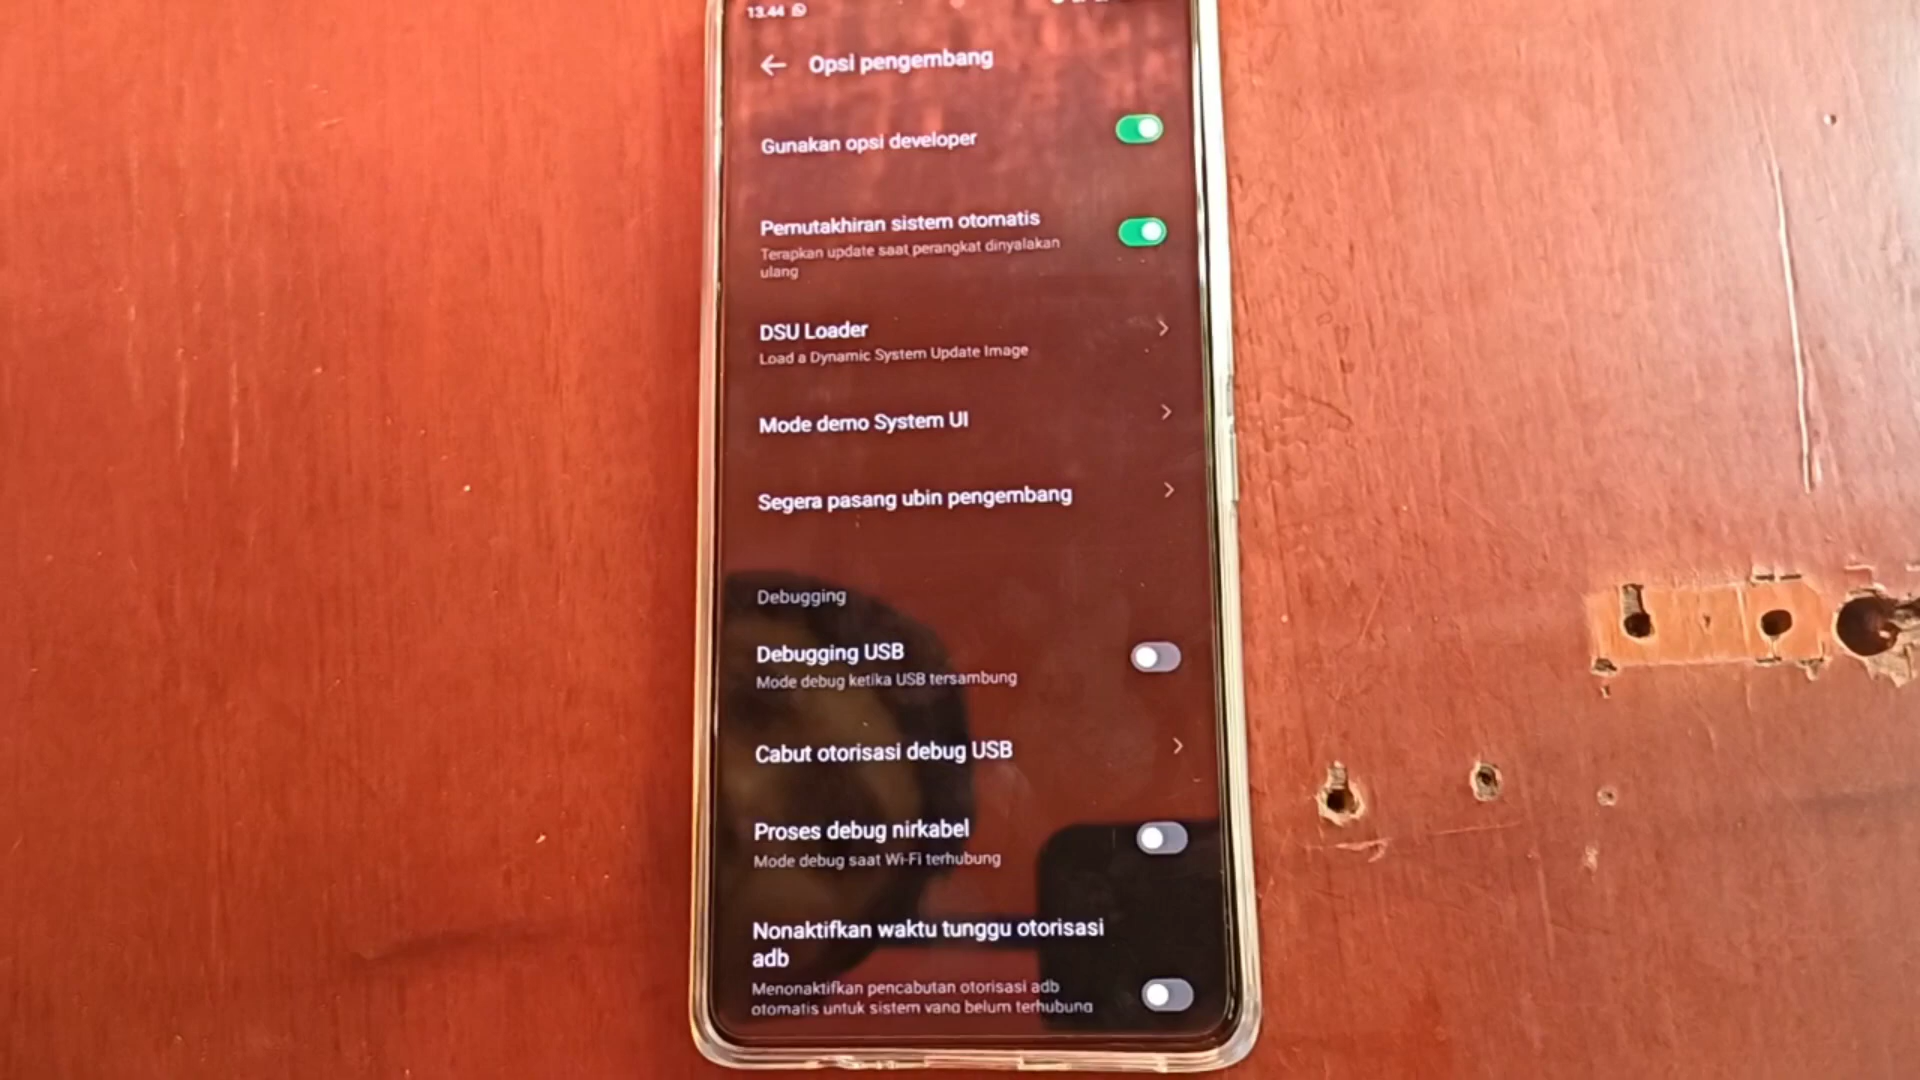 13.44
Opsi pengembang
Gunakan opsi developer
Pemutakhiran sistem otomatis
Terapkan update saat perangkat dinyalakan
ulang
DSU Loader
Load a Dynamic System Update Image
Mode demo System UI
Segera pasang ubin pengembang
Debugging
Debugging USB
Mode debug ketika USB tersambung
Cabut otorisasi debug USB
Proses debug nirkabel
Mode debug saat Wi-Fi terhubung
Nonaktifkan waktu tunggu otorisasi
adb
Menonaktifkan pencabutan otorisasi adb
otomatis untuk sistem yang belum terhubung